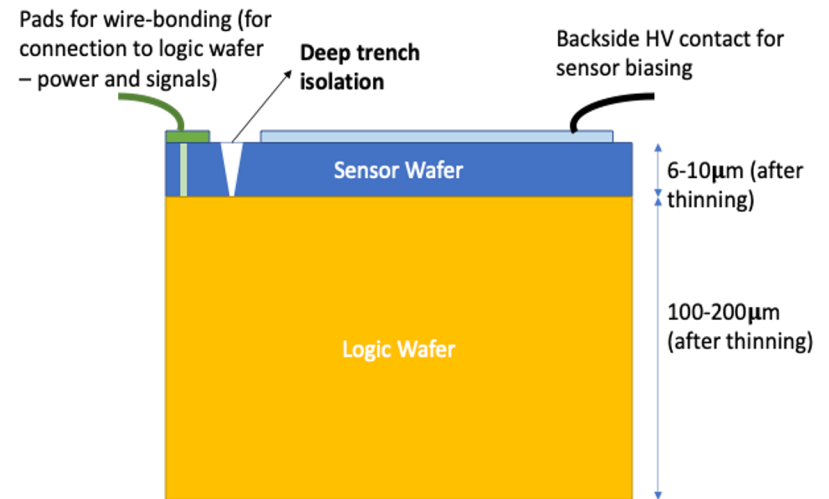 Pads for wire-bonding (for
connection to logic wafer
– power and signals)
Deep trench
isolation
Backside HV contact for
sensor biasing
Sensor Wafer
6-10μm (after
thinning)
Logic Wafer
100-200μm
(after thinning)